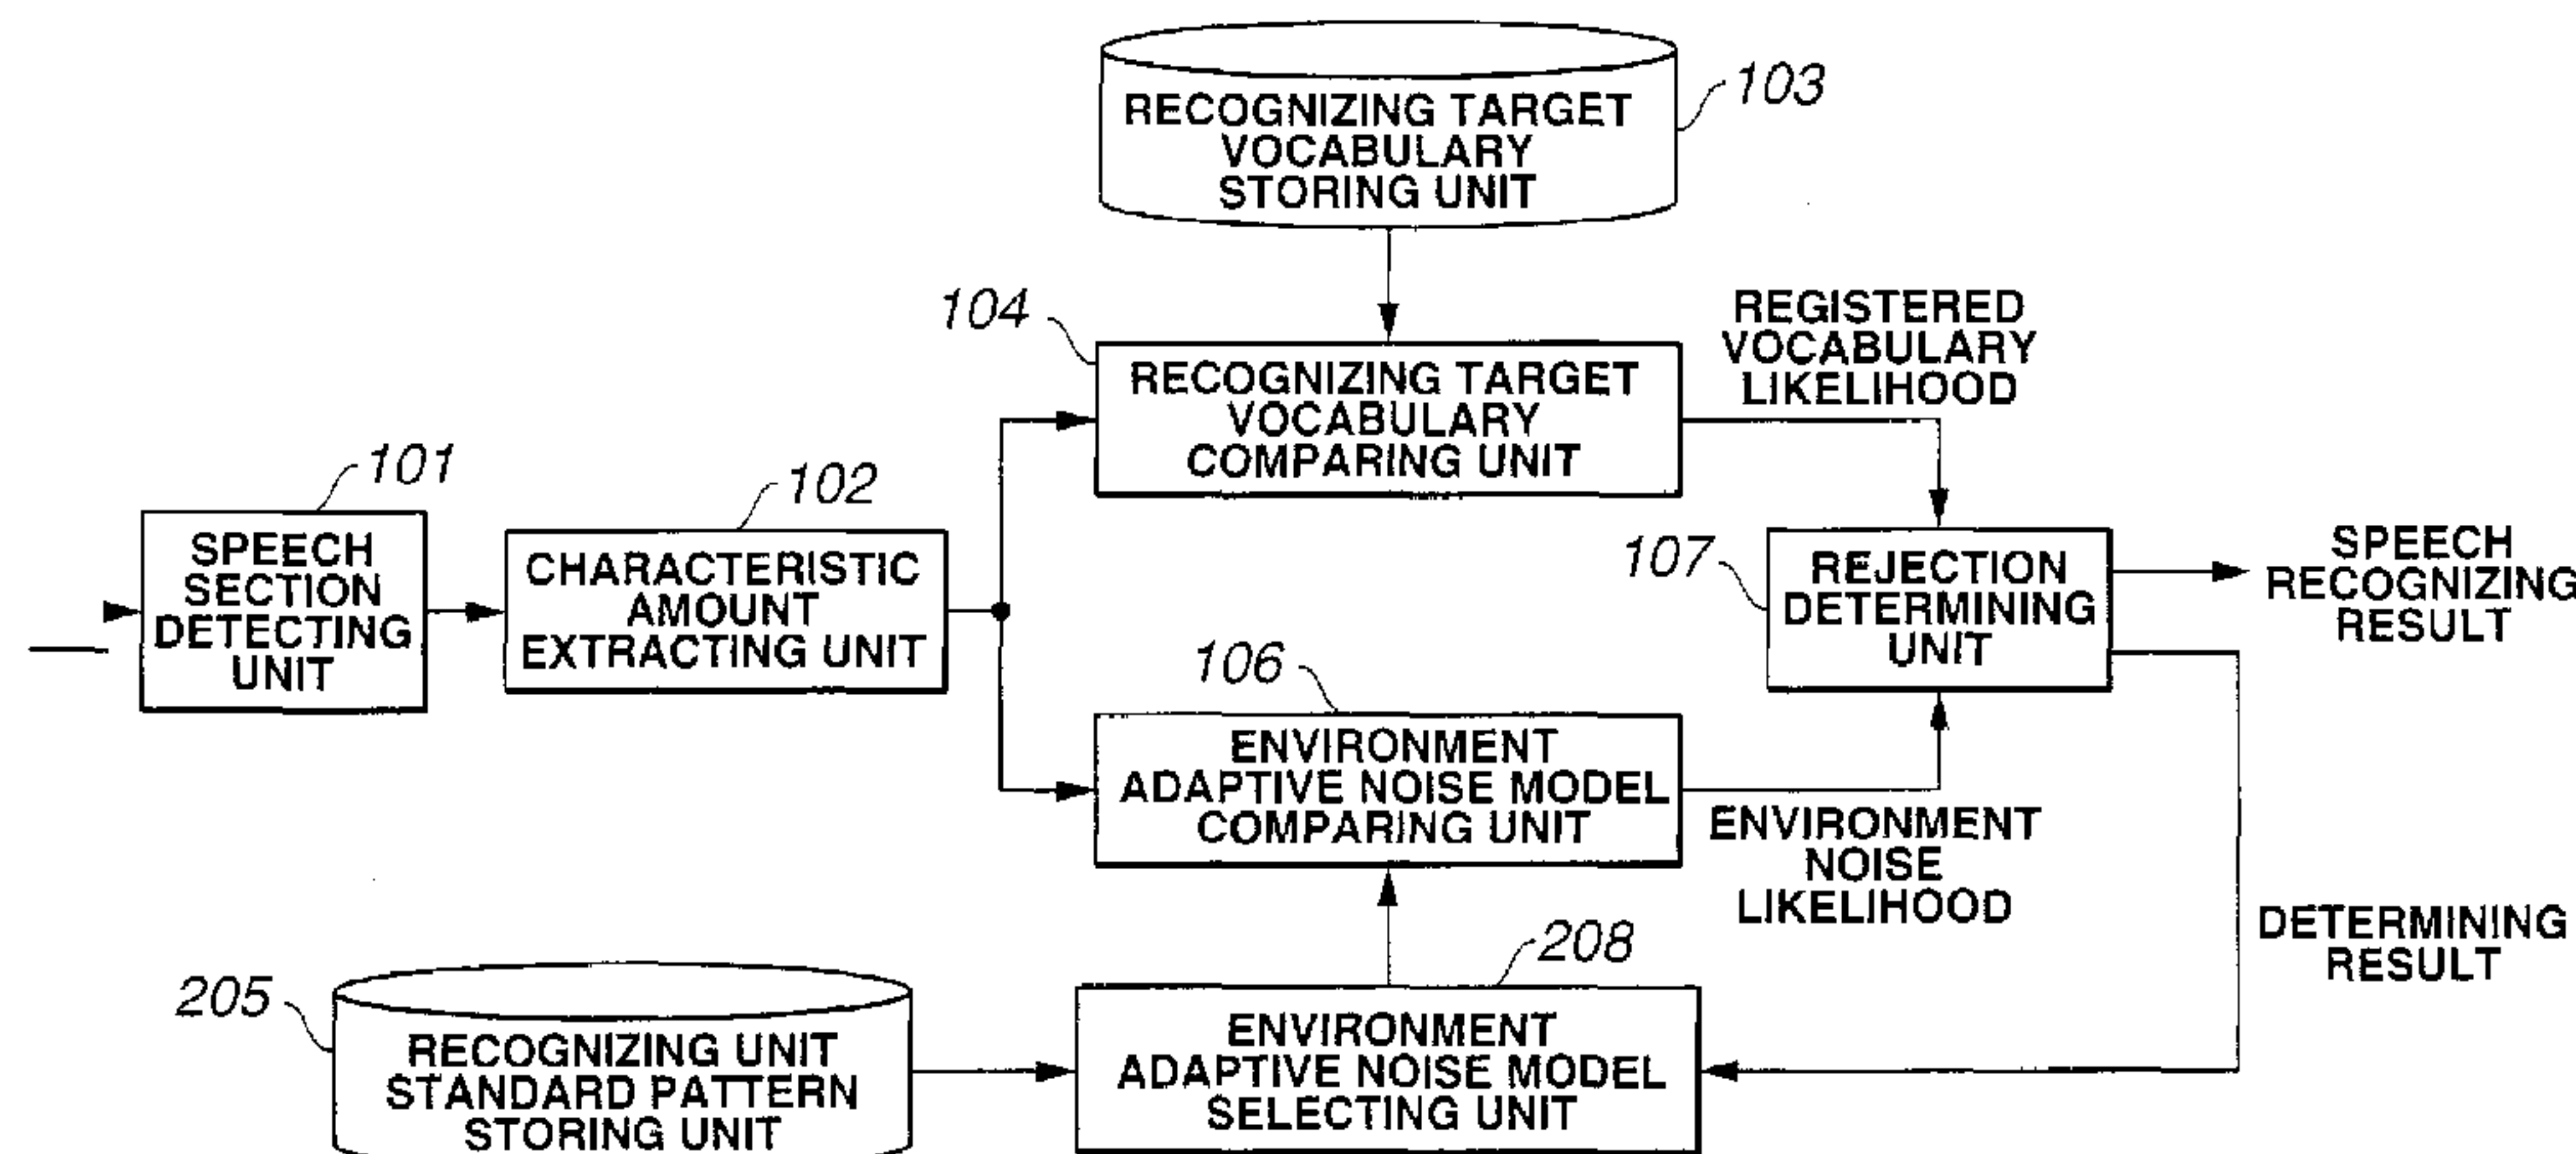 RECOGNIZING TARGET
VOCABULARY
STORING UNIT
103
104
RECOGNIZING TARGET
VOCABULARY
COMPARING UNIT
REGISTERED
VOCABULARY
LIKELIHOOD
101
SPEECH
SECTION
DETECTING
UNIT
102
CHARACTERISTIC
AMOUNT
EXTRACTING UNIT
107
REJECTION
DETERMINING
UNIT
SPEECH
RECOGNIZING
RESULT
106
ENVIRONMENT
ADAPTIVE NOISE MODEL
COMPARING UNIT
ENVIRONMENT
NOISE
LIKELIHOOD
205
RECOGNIZING UNIT
STANDARD PATTERN
STORING UNIT
208
ENVIRONMENT
ADAPTIVE NOISE MODEL
SELECTING UNIT
DETERMINING
RESULT